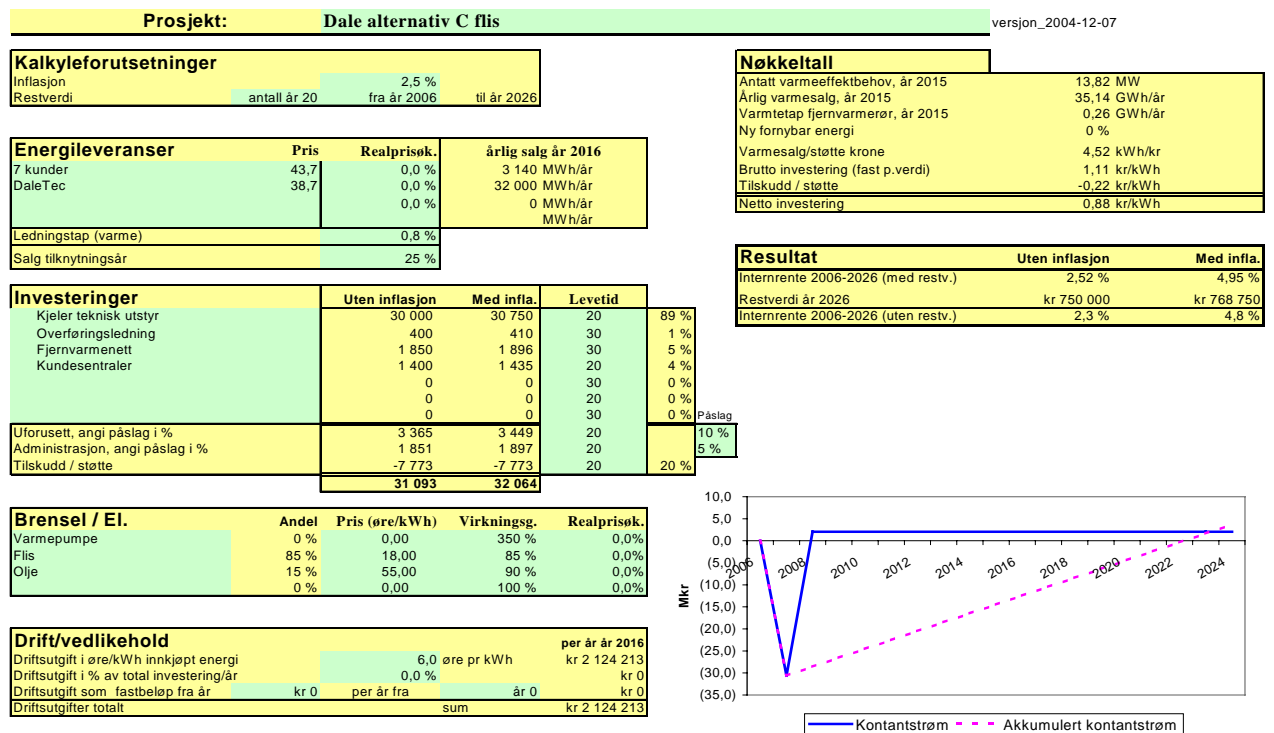 Prosjekt: Dale alternativ C flis versjon_2004-12-07
Kalkyleforutsetninger
Inflasjon 2,5 %
Restverdi antall år 20 fra år 2006 til år 2026
Nøkkeltall
Antatt varmeeffektbehov, år 2015 13,82 MW
Årlig varmesalg, år 2015 35,14 GWh/år
Varmtetap fjernvarmerør, år 2015 0,26 GWh/år
Ny fornybar energi 0 %
Varmesalg/støtte krone 4,52 kWh/kr
Brutto investering (fast p.verdi) 1,11 kr/kWh
Tilskudd / støtte -0,22 kr/kWh
Netto investering 0,88 kr/kWh
Energileveranser Pris Realprisøk. årlig salg år 2016
7 kunder 43,7 0,0 % 3 140 MWh/år
DaleTec 38,7 0,0 % 32 000 MWh/år
0,0 % 0 MWh/år
MWh/år
Ledningstap (varme) 0,8 %
Salg tilknytningsår 25 %
Resultat Uten inflasjon Med infla.
Internrente 2006-2026 (med restv.) 2,52 % 4,95 %
Restverdi år 2026 kr 750 000 kr 768 750
Internrente 2006-2026 (uten restv.) 2,3 % 4,8 %
Investeringer Uten inflasjon Med infla. Levetid
Kjeler teknisk utstyr 30 000 30 750 20 89 %
Overføringsledning 400 410 30 1 %
Fjernvarmenett 1 850 1 896 30 5 %
Kundesentraler 1 400 1 435 20 4 %
0 0 30 0 %
0 0 20 0 %
0 0 30 0 % Påslag
Uforusett, angi påslag i % 3 365 3 449 20 10 %
Administrasjon, angi påslag i % 1 851 1 897 20 5 %
Tilskudd / støtte -7 773 -7 773 20 20 %
31 093 32 064
Brensel / El. Andel Pris (øre/kWh) Virkningsg. Realprisøk.
Varmepumpe 0 % 0,00 350 % 0,0%
Flis 85 % 18,00 85 % 0,0%
Olje 15 % 55,00 90 % 0,0%
0 % 0,00 100 % 0,0%
Drift/vedlikehold per år år 2016
Driftsutgift i øre/kWh innkjøpt energi 6,0 øre pr kWh kr 2 124 213
Driftsutgift i % av total investering/år 0,0 % kr 0
Driftsutgift som fastbeløp fra år kr 0 per år fra år 0 kr 0
Driftsutgifter totalt sum kr 2 124 213
10,0
5,0
0,0
(5,0)
(10,0)
(15,0)
(20,0)
(25,0)
(30,0)
(35,0)
Mkr
2006 2008 2010 2012 2014 2016 2018 2020 2022 2024
Kontantstrøm Akkumulert kontantstrøm